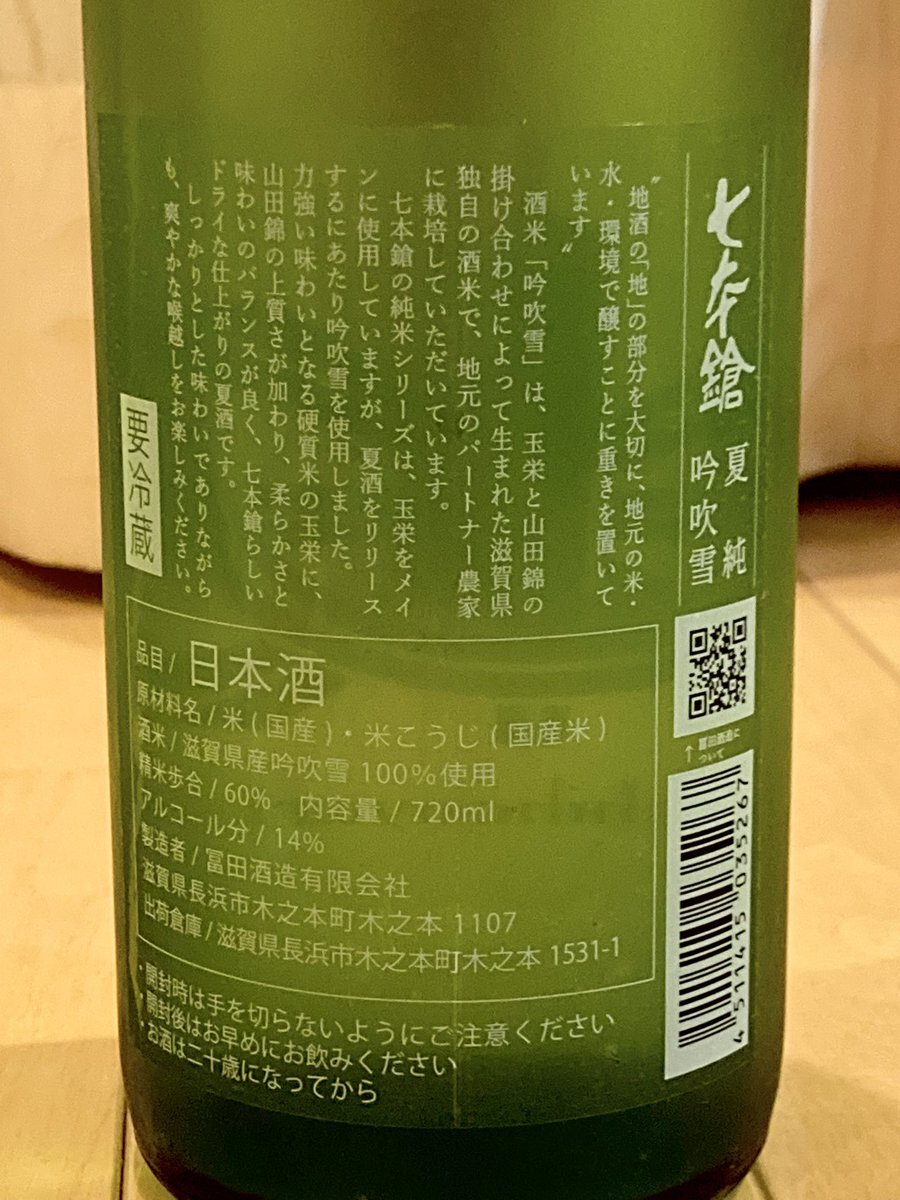 七本鎗
夏 純
吟吹雪
“地酒の「地」の部分を大切に、地元の米・
水・環境で醸すことに重きを置いて
います”
酒米「吟吹雪」は、玉栄と山田錦の
掛け合わせによって生まれた滋賀県
独自の酒米で、地元のパートナー農家
に栽培していただいています。
七本鎗の純米シリーズは、玉栄をメイ
ンに使用していますが、夏酒をリリース
するにあたり吟吹雪を使用しました。
力強い味わいとなる硬質米の玉栄に、
山田錦の上質さが加わり、柔らかさと
味わいのバランスが良く、七本鎗らしい
ドライな仕上がりの夏酒です。
しっかりとした味わいでありながら
も、爽やかな喉越しをお楽しみください。
要冷蔵
品目/日本酒
原材料名/米(国産)・米こうじ(国産米)
酒米/滋賀県産吟吹雪 100%使用
精米歩合/60% 内容量/720ml
アルコール分/14%
製造者/冨田酒造有限会社
滋賀県長浜市木之本町木之本 1107
出荷倉庫/滋賀県長浜市木之本町木之本 1531-1
・開封時は手を切らないようにご注意ください
・開封後はお早めにお飲みください
・お酒は二十歳になってから
↑冨田酒造に
ついて
4 511415 035267